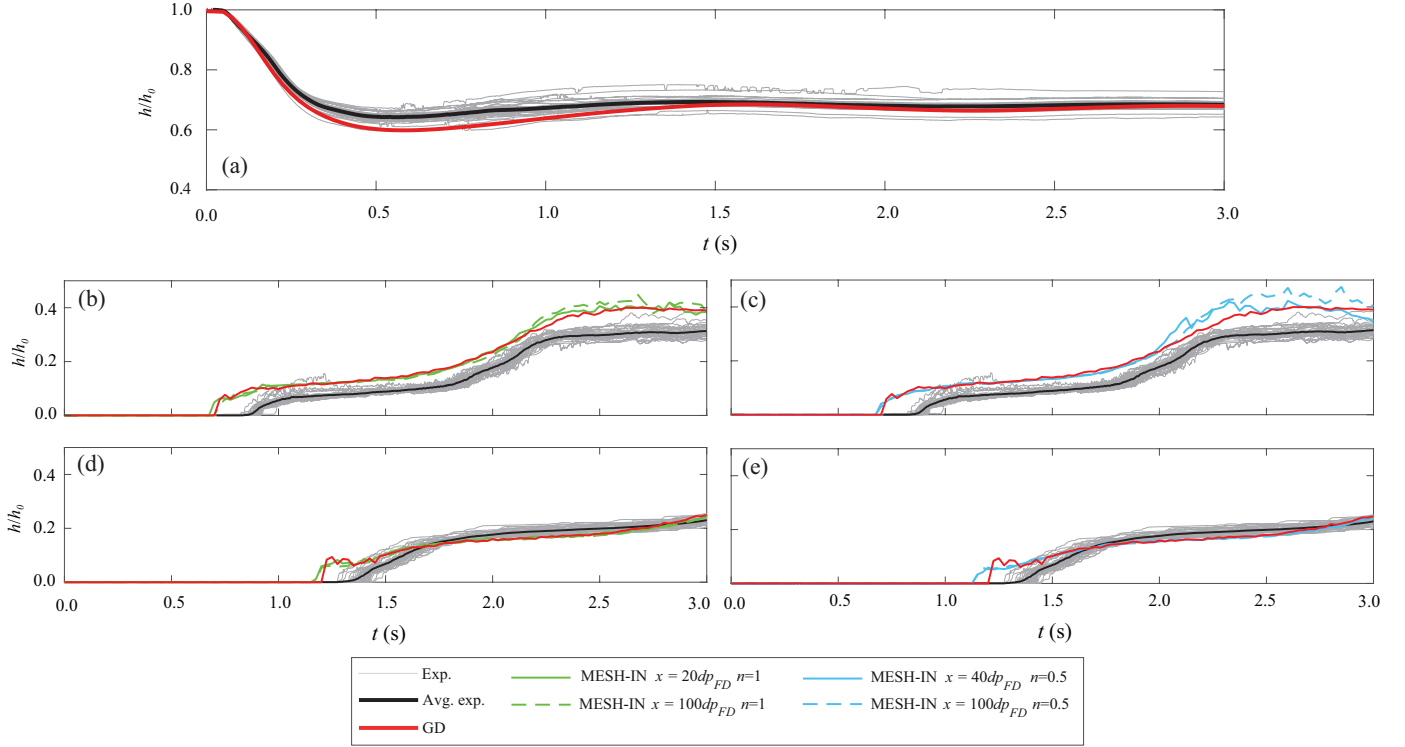 1.0
0.8
h/h0
0.6
(a)
0.4
0.0 0.5 1.0 1.5 2.0 2.5 3.0
t (s)
(b) (c)
0.4
h/h0
0.2
0.0
(d) (e)
0.4
h/h0
0.2
0.0
0.0 0.5 1.0 1.5 2.0 2.5 3.0 0.0 0.5 1.0 1.5 2.0 2.5 3.0
t (s) t (s)
Exp. MESH-IN x = 20dpFD n=1 MESH-IN x = 40dpFD n=0.5
Avg. exp. MESH-IN x = 100dpFD n=1 MESH-IN x = 100dpFD n=0.5
GD